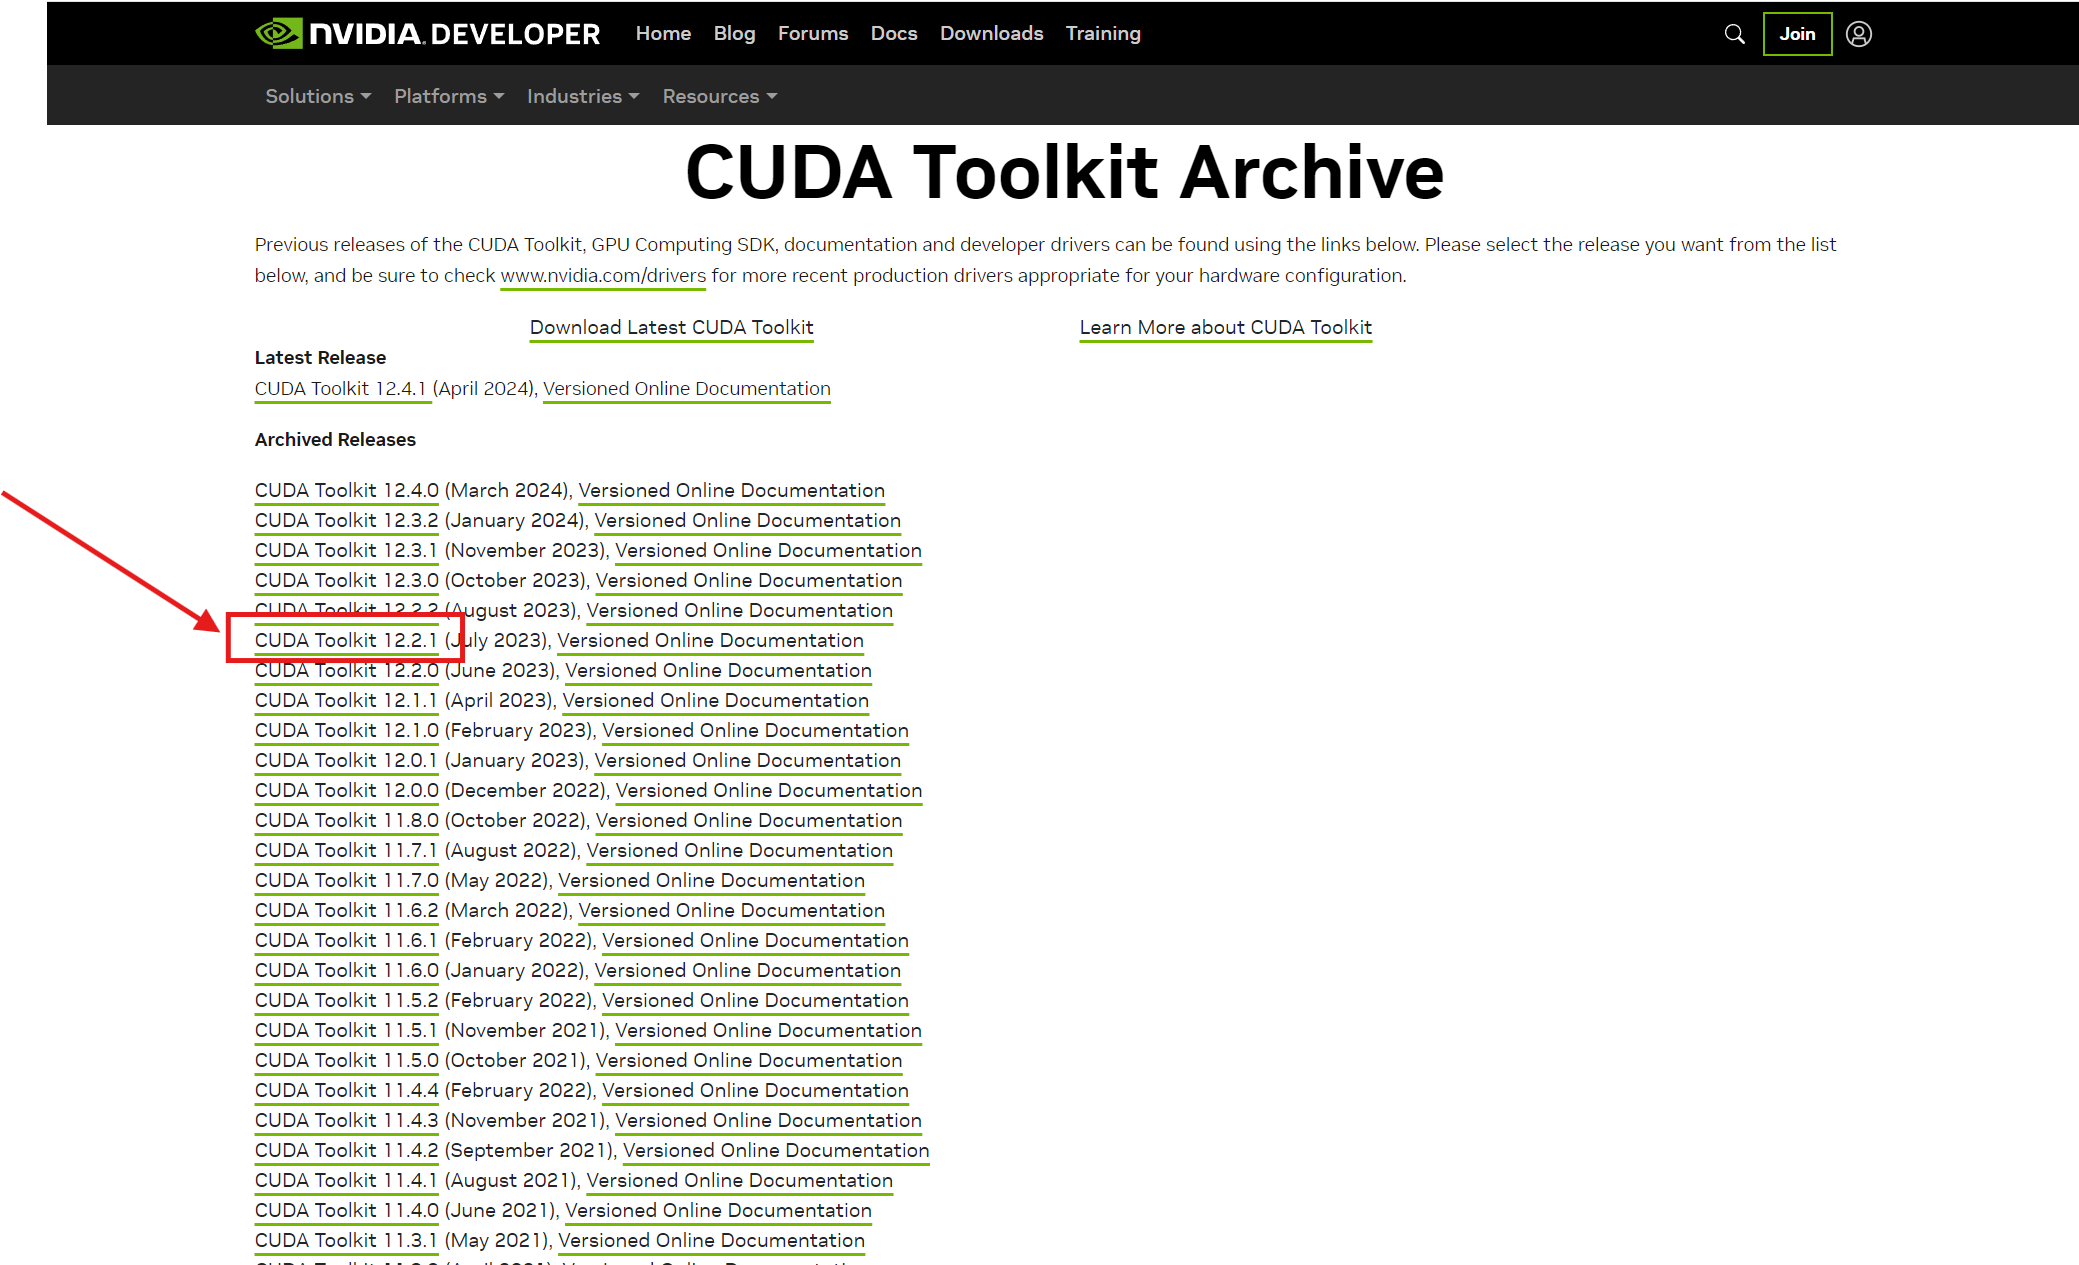 NVIDIA. DEVELOPER Home Blog Forums Docs Downloads Training Join
Solutions Platforms Industries Resources
CUDA Toolkit Archive
Previous releases of the CUDA Toolkit, GPU Computing SDK, documentation and developer drivers can be found using the links below. Please select the release you want from the list
below, and be sure to check www.nvidia.com/drivers for more recent production drivers appropriate for your hardware configuration.
Download Latest CUDA Toolkit Learn More about CUDA Toolkit
Latest Release
CUDA Toolkit 12.4.1 (April 2024), Versioned Online Documentation
Archived Releases
CUDA Toolkit 12.4.0 (March 2024), Versioned Online Documentation
CUDA Toolkit 12.3.2 (January 2024), Versioned Online Documentation
CUDA Toolkit 12.3.1 (November 2023), Versioned Online Documentation
CUDA Toolkit 12.3.0 (October 2023), Versioned Online Documentation
CUDA Toolkit 12.2.2 (August 2023), Versioned Online Documentation
CUDA Toolkit 12.2.1 (July 2023), Versioned Online Documentation
CUDA Toolkit 12.2.0 (June 2023), Versioned Online Documentation
CUDA Toolkit 12.1.1 (April 2023), Versioned Online Documentation
CUDA Toolkit 12.1.0 (February 2023), Versioned Online Documentation
CUDA Toolkit 12.0.1 (January 2023), Versioned Online Documentation
CUDA Toolkit 12.0.0 (December 2022), Versioned Online Documentation
CUDA Toolkit 11.8.0 (October 2022), Versioned Online Documentation
CUDA Toolkit 11.7.1 (August 2022), Versioned Online Documentation
CUDA Toolkit 11.7.0 (May 2022), Versioned Online Documentation
CUDA Toolkit 11.6.2 (March 2022), Versioned Online Documentation
CUDA Toolkit 11.6.1 (February 2022), Versioned Online Documentation
CUDA Toolkit 11.6.0 (January 2022), Versioned Online Documentation
CUDA Toolkit 11.5.2 (February 2022), Versioned Online Documentation
CUDA Toolkit 11.5.1 (November 2021), Versioned Online Documentation
CUDA Toolkit 11.5.0 (October 2021), Versioned Online Documentation
CUDA Toolkit 11.4.4 (February 2022), Versioned Online Documentation
CUDA Toolkit 11.4.3 (November 2021), Versioned Online Documentation
CUDA Toolkit 11.4.2 (September 2021), Versioned Online Documentation
CUDA Toolkit 11.4.1 (August 2021), Versioned Online Documentation
CUDA Toolkit 11.4.0 (June 2021), Versioned Online Documentation
CUDA Toolkit 11.3.1 (May 2021), Versioned Online Documentation